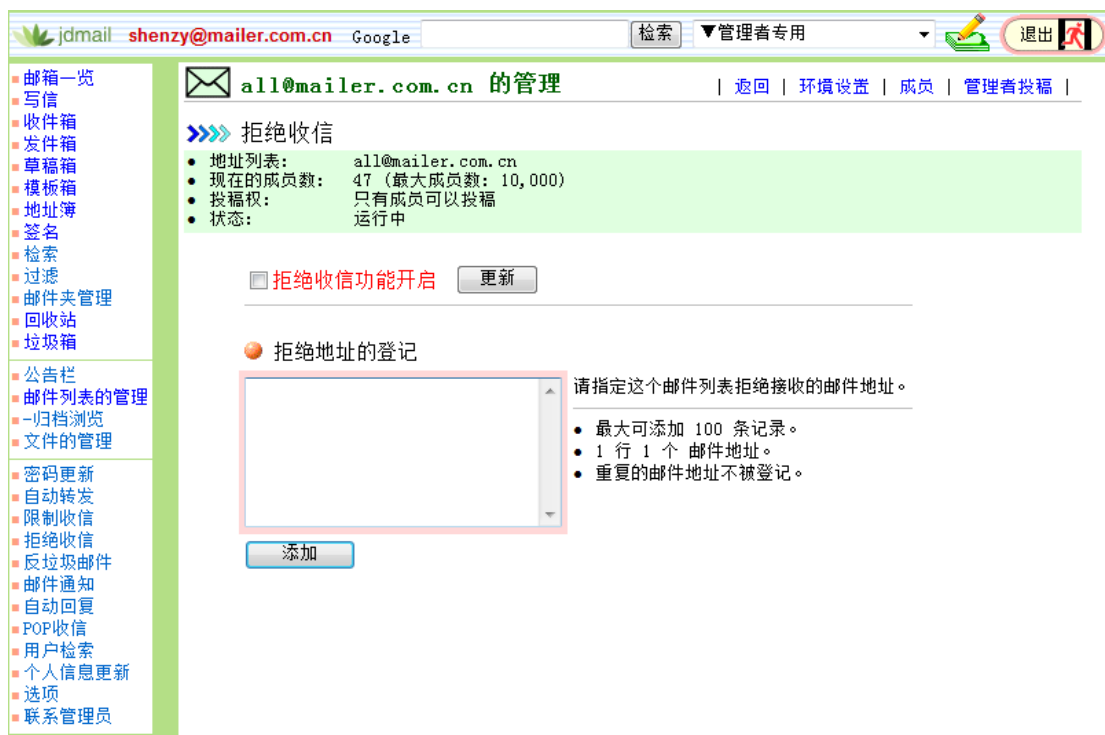 jdmail shenzy@mailer.com.cn Google 检索 ▼管理者专用 退出
邮箱一览
写信
收件箱
发件箱
草稿箱
模板箱
地址簿
签名
检索
过滤
邮件夹管理
回收站
垃圾箱
公告栏
邮件列表的管理
-归档浏览
文件的管理
密码更新
自动转发
限制收信
拒绝收信
反垃圾邮件
邮件通知
自动回复
POP收信
用户检索
个人信息更新
选项
联系管理员
all@mailer.com.cn 的管理 | 返回 | 环境设置 | 成员 | 管理者投稿 |
拒绝收信
• 地址列表: all@mailer.com.cn
• 现在的成员数: 47 (最大成员数: 10,000)
• 投稿权: 只有成员可以投稿
• 状态: 运行中
拒绝收信功能开启 更新
拒绝地址的登记
请指定这个邮件列表拒绝接收的邮件地址。
• 最大可添加 100 条记录。
• 1 行 1 个 邮件地址。
• 重复的邮件地址不被登记。
添加